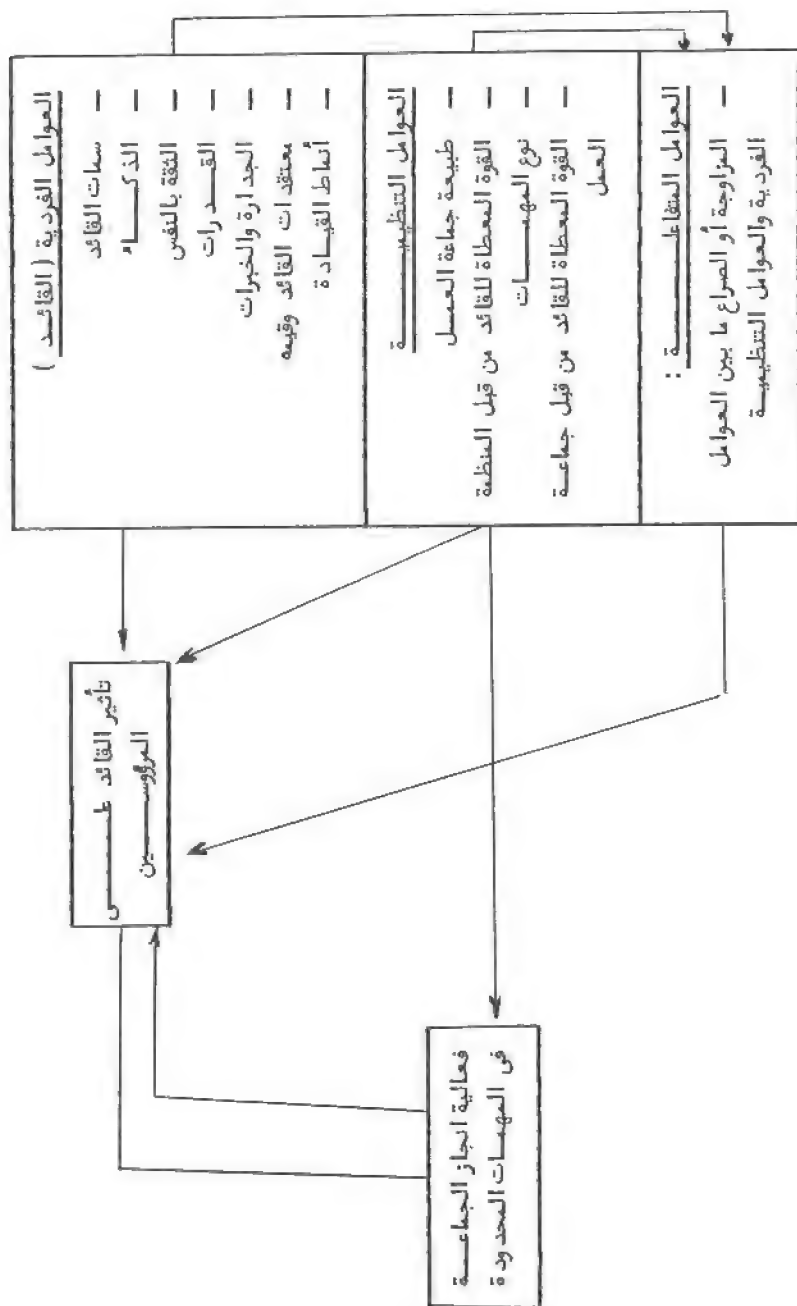 العوامل الفردية ( القائد )
— سمات القائد
— الذكاء
— الثقة بالنفس
— القدرات
— الجدارة والخبرات
— معتقدات القائد وقيمه
— أنماط القيادة
العوامل التنظيمية
— طبيعة جماعة العمل
— القوة المعطاة للقائد من قبل المنظمة
— نوع المهمات
— القوة المعطاة للقائد من قبل جماعة
العمل
العوامل المتفاعلة :
— المزاوجة أو الصراع ما بين العوامل
الفردية والعوامل التنظيمية
تأثير القائد على
المرؤوسين
فعالية انجاز الجماعة
فى المهمات المحدودة